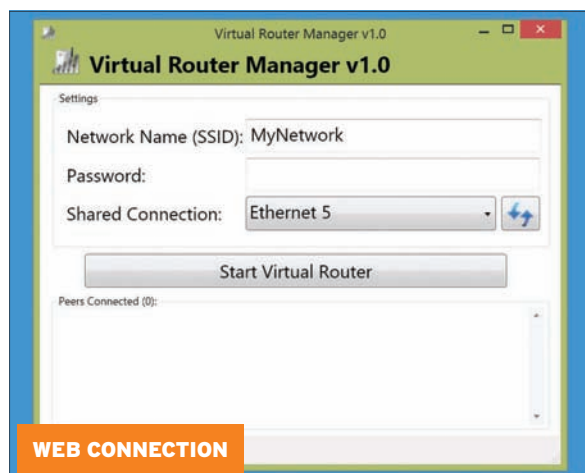 Virtual Router Manager v1.0
Virtual Router Manager v1.0
Settings
Network Name (SSID): MyNetwork
Password:
Shared Connection: Ethernet 5
Start Virtual Router
Peers Connected (0):
WEB CONNECTION